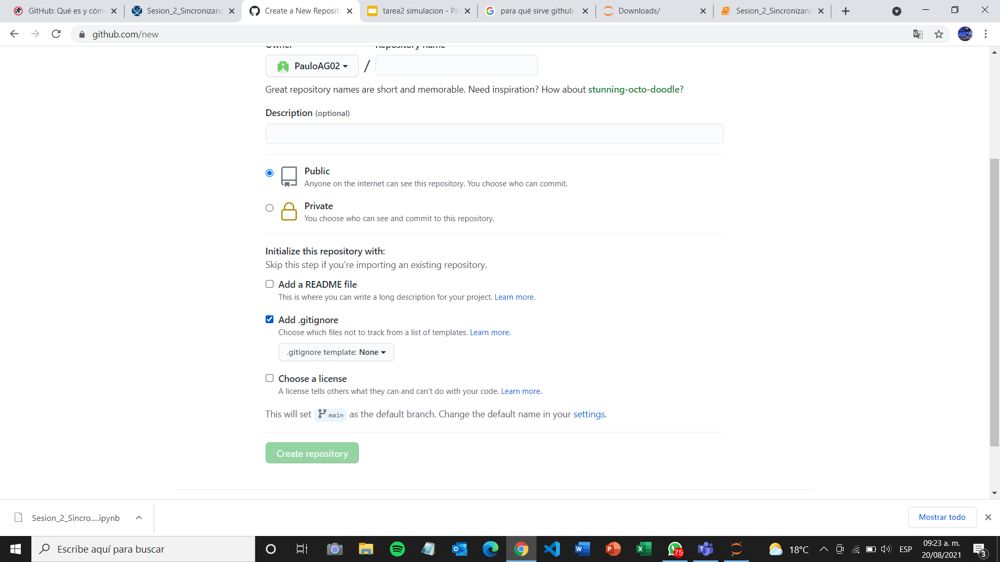 GitHub: Qué es y cóm
Sesion_2_Sincronizand
Create a New Reposito
tarea2 simulacion - Pr
para qué sirve github
Downloads/
Sesion_2_Sincronizand
github.com/new
Owner
Repository name
PauloAG02
/
Great repository names are short and memorable. Need inspiration? How about stunning-octo-doodle?
Description (optional)
Public
Anyone on the internet can see this repository. You choose who can commit.
Private
You choose who can see and commit to this repository.
Initialize this repository with:
Skip this step if you’re importing an existing repository.
Add a README file
This is where you can write a long description for your project. Learn more.
Add .gitignore
Choose which files not to track from a list of templates. Learn more.
.gitignore template: None
Choose a license
A license tells others what they can and can't do with your code. Learn more.
This will set main as the default branch. Change the default name in your settings.
Create repository
Sesion_2_Sincro....ipynb
Mostrar todo
Escribe aquí para buscar
75
18°C
ESP
09:23 a. m.
20/08/2021
3